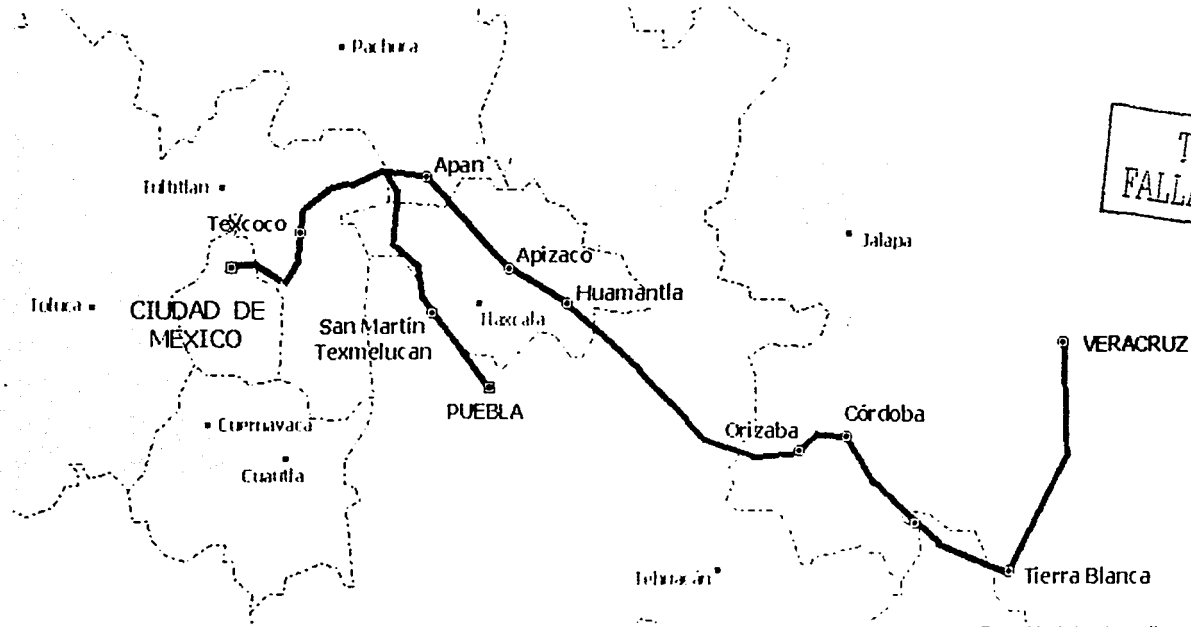 Pachuca
Apan
Tultitlan
Texcoco
Jalapa
Apizaco
Huamantla
Toluca
CIUDAD DE
MÉXICO
San Martín
Texmelucan
Tlaxcala
VERACRUZ
PUEBLA
Córdoba
Orizaba
Cuernavaca
Cuautla
Tehuacán
Tierra Blanca
FALLA